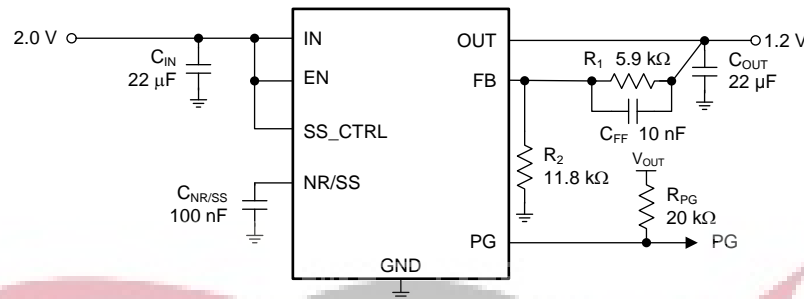 2.0 V
C_IN
22 μF
IN
EN
SS_CTRL
NR/SS
C_NR/SS
100 nF
GND
OUT
FB
PG
R_1 5.9 kΩ
C_FF 10 nF
R_2
11.8 kΩ
1.2 V
C_OUT
22 μF
V_OUT
R_PG
20 kΩ
PG